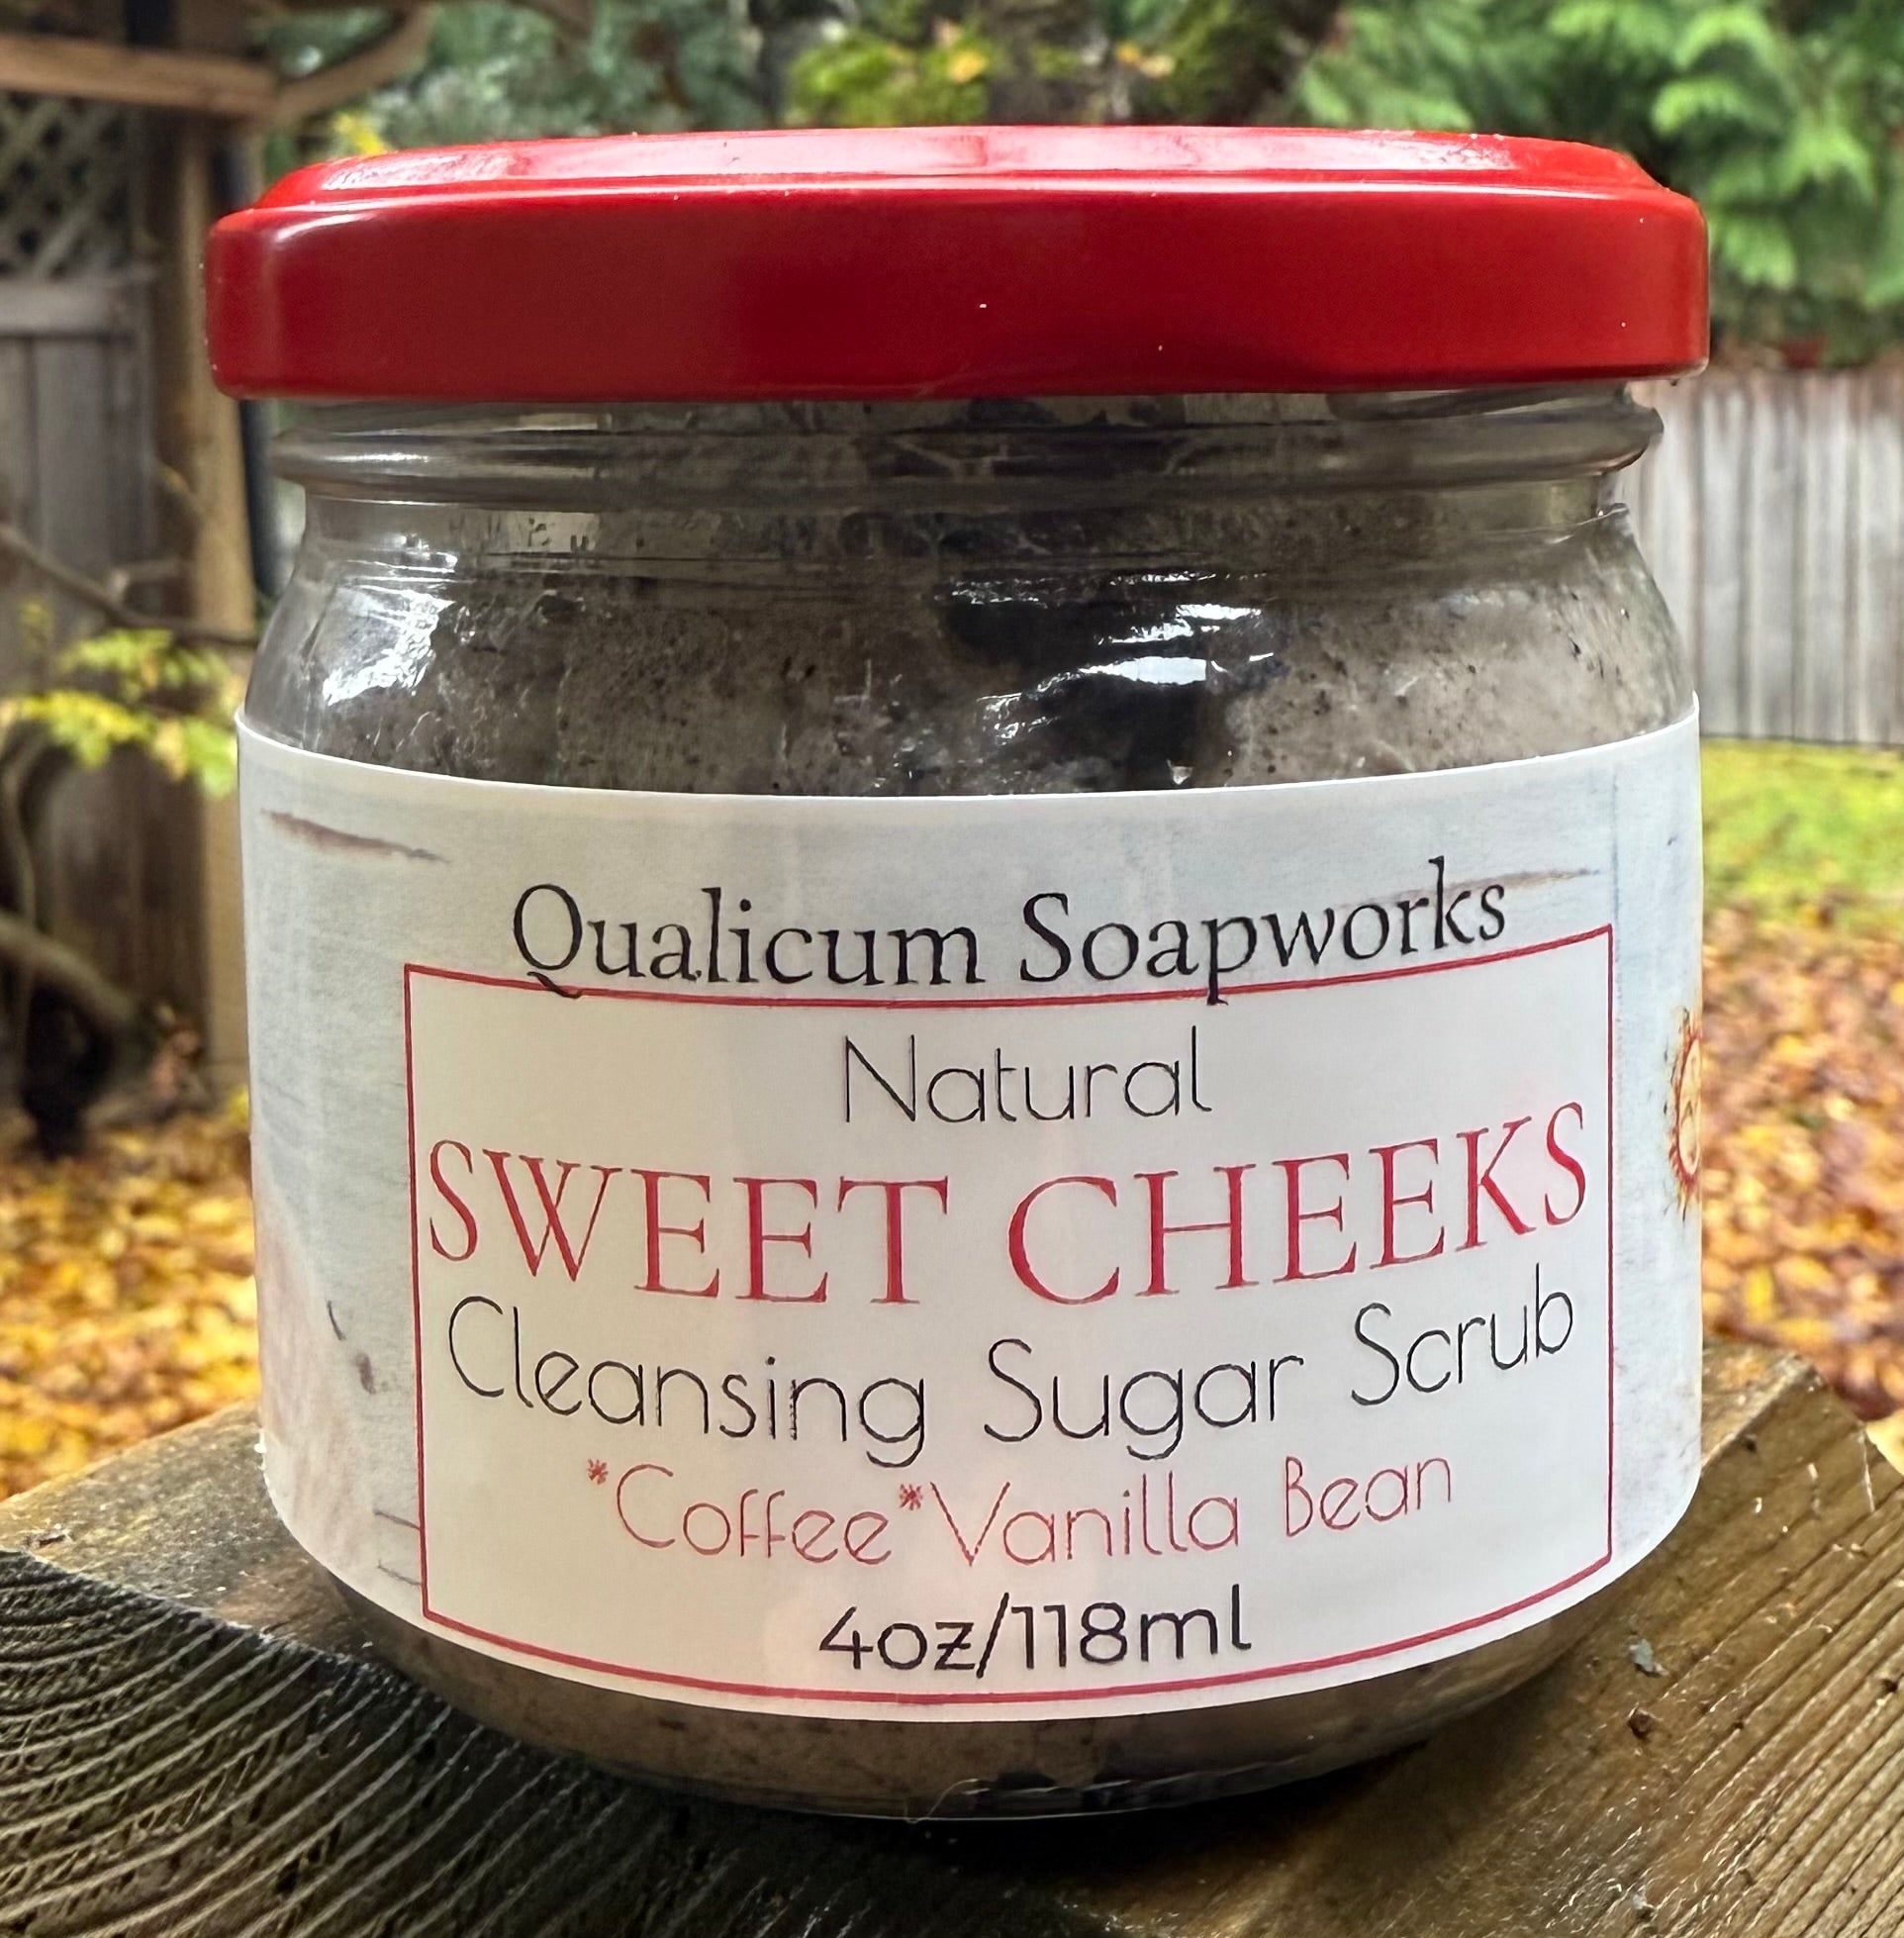 Qualicum Soapworks
Natural
SWEET CHEEKS
Cleansing Sugar Scrub
*Coffee*Vanilla Bean
4oz/118ml